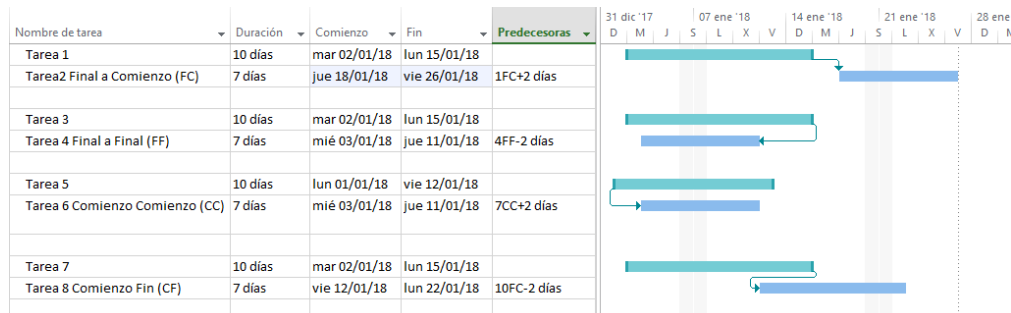 31 dic '17 07 ene '18 14 ene '18 21 ene '18 28 ene
Nombre de tarea Duración Comienzo Fin Predecesoras D M J S L X V D M J S L X V D
Tarea 1 10 días mar 02/01/18 lun 15/01/18
Tarea2 Final a Comienzo (FC) 7 días jue 18/01/18 vie 26/01/18 1FC+2 días
Tarea 3 10 días mar 02/01/18 lun 15/01/18
Tarea 4 Final a Final (FF) 7 días mié 03/01/18 jue 11/01/18 4FF-2 días
Tarea 5 10 días lun 01/01/18 vie 12/01/18
Tarea 6 Comienzo Comienzo (CC) 7 días mié 03/01/18 jue 11/01/18 7CC+2 días
Tarea 7 10 días mar 02/01/18 lun 15/01/18
Tarea 8 Comienzo Fin (CF) 7 días vie 12/01/18 lun 22/01/18 10FC-2 días